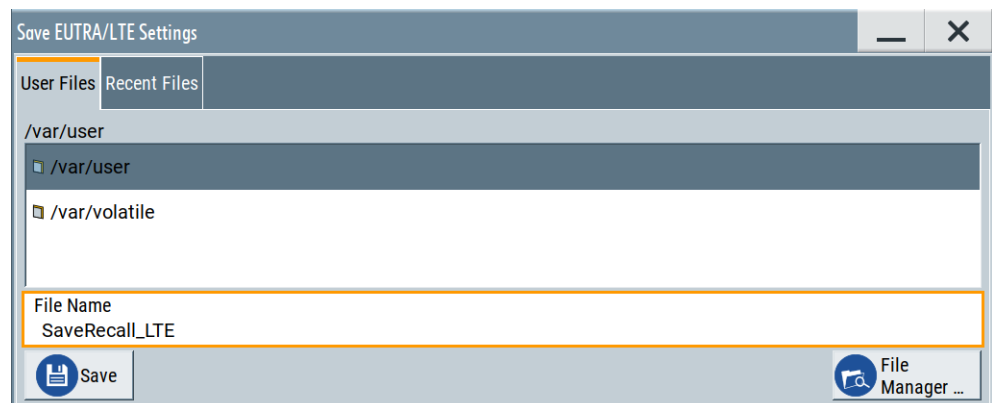 Save EUTRA/LTE Settings
User Files Recent Files
/var/user
/var/user
/var/volatile
File Name
SaveRecall_LTE
Save
File
Manager ...